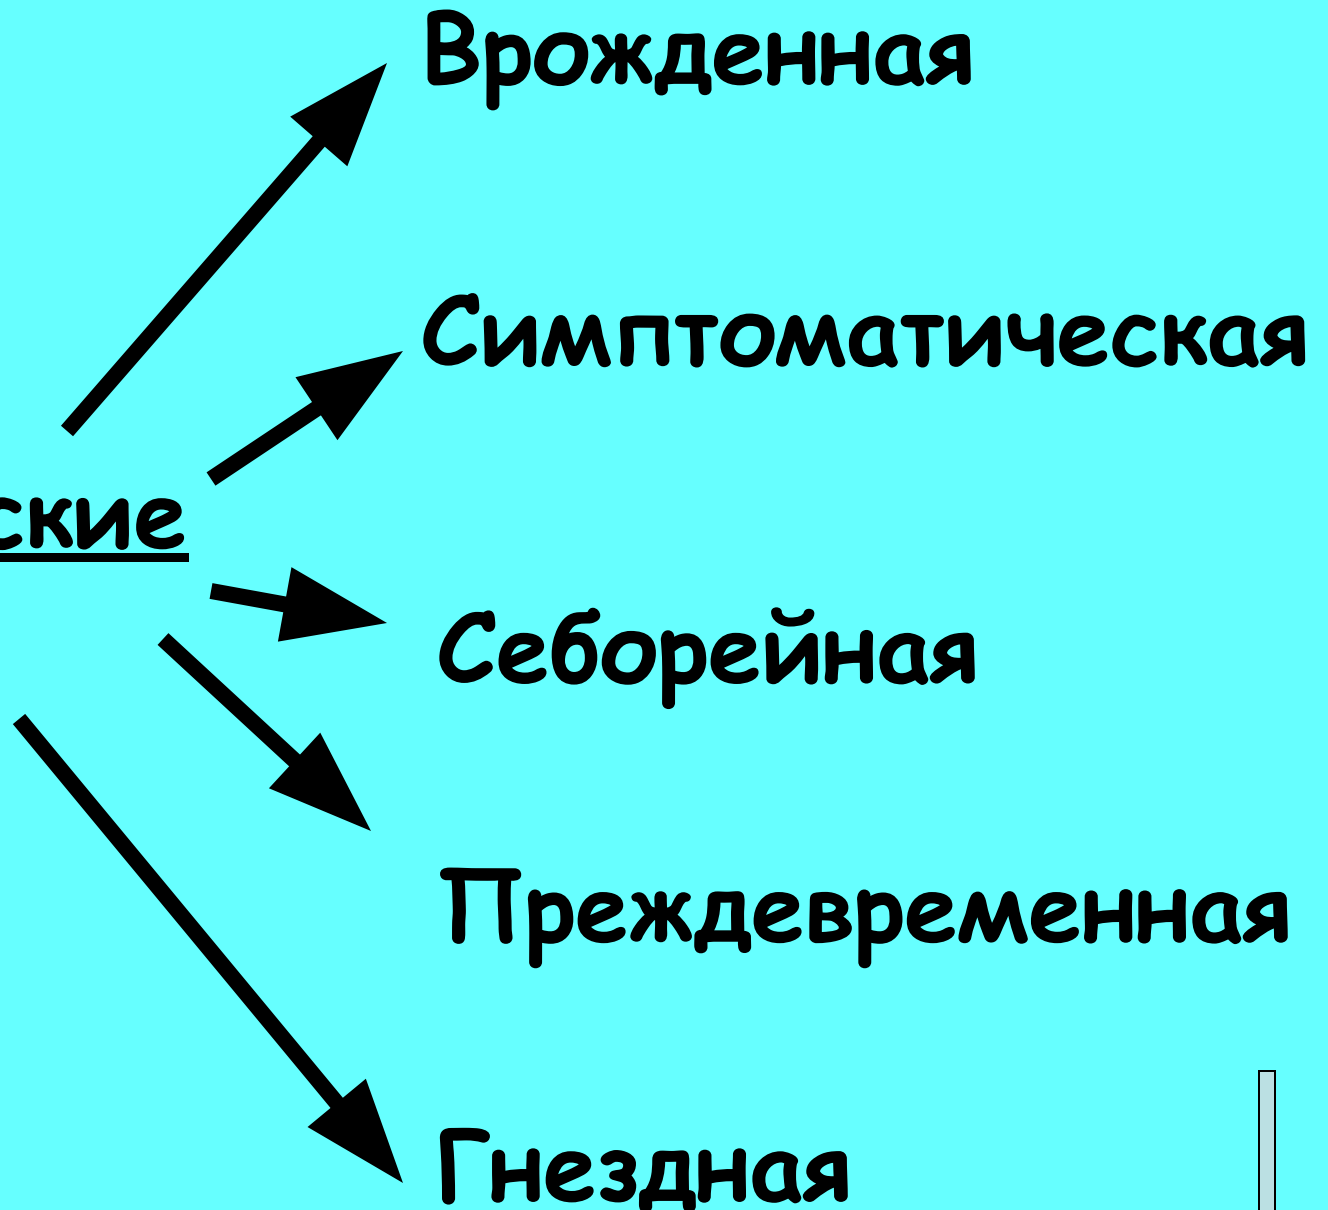 Врожденная
Симптоматическая
ские
Себорейная
Преждевременная
Гнездная